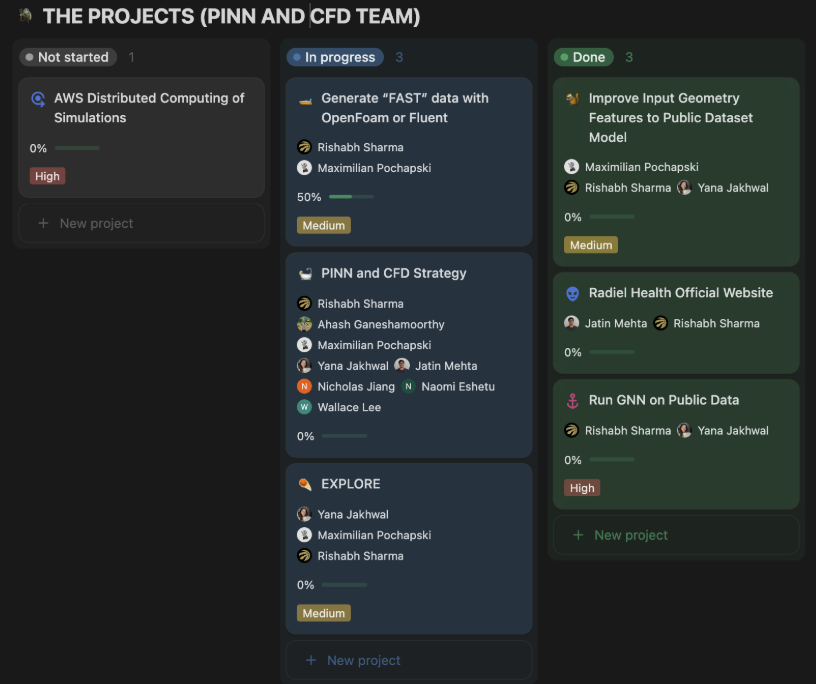 THE PROJECTS (PINN AND CFD TEAM)
Not started 1
AWS Distributed Computing of
Simulations
0%
High
+ New project
In progress 3
Generate “FAST” data with
OpenFoam or Fluent
Rishabh Sharma
Maximilian Pochapski
50%
Medium
PINN and CFD Strategy
Rishabh Sharma
Ahash Ganeshamoorthy
Maximilian Pochapski
Yana Jakhwal Jatin Mehta
N Nicholas Jiang N Naomi Eshetu
W Wallace Lee
0%
EXPLORE
Yana Jakhwal
Maximilian Pochapski
Rishabh Sharma
0%
Medium
+ New project
Done 3
Improve Input Geometry
Features to Public Dataset
Model
Maximilian Pochapski
Rishabh Sharma Yana Jakhwal
0%
Medium
Radiel Health Official Website
Jatin Mehta Rishabh Sharma
0%
Run GNN on Public Data
Rishabh Sharma Yana Jakhwal
0%
High
+ New project